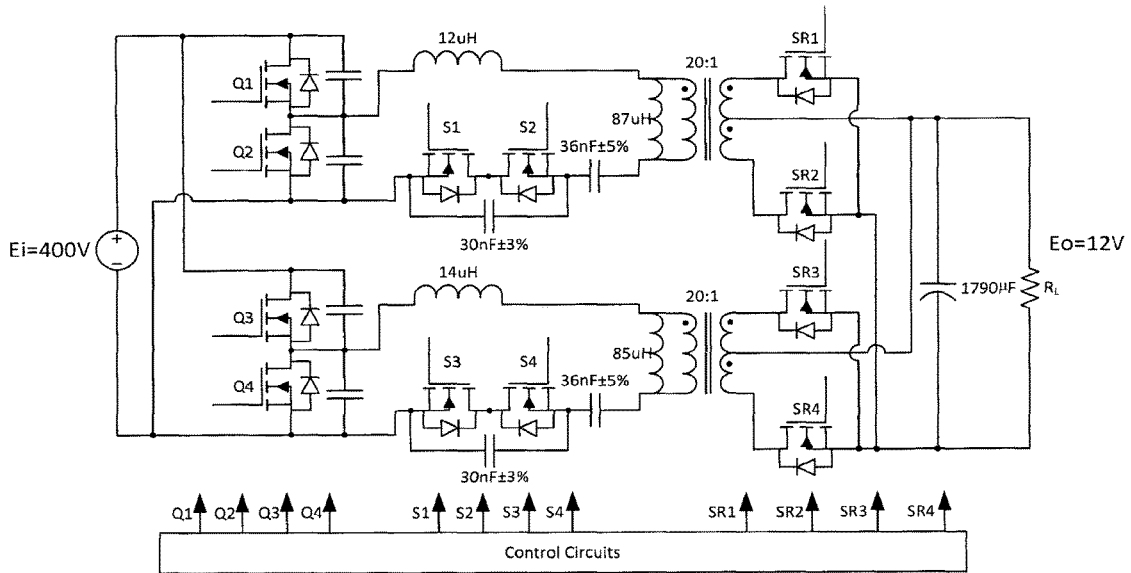 12uH
20:1
SR1
Q1
S1
S2
87uH
36nF±5%
Q2
SR2
30nF±3%
Ei=400V
+
−
Eo=12V
14uH
20:1
SR3
1790μF
R_L
Q3
S3
S4
85uH
36nF±5%
Q4
SR4
30nF±3%
Q1 Q2 Q3 Q4 S1 S2 S3 S4 SR1 SR2 SR3 SR4
Control Circuits